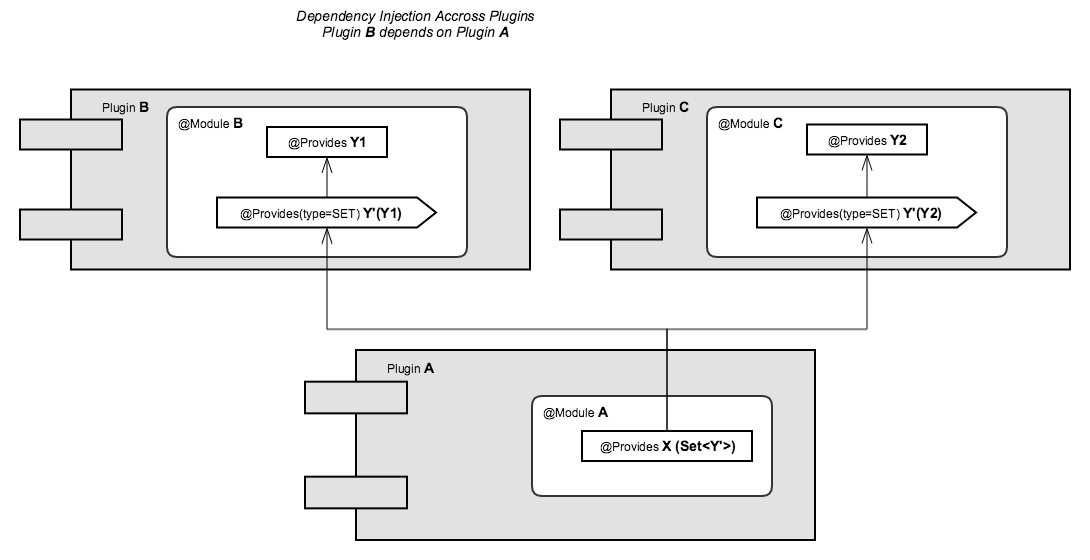 Dependency Injection Accross Plugins
Plugin B depends on Plugin A
Plugin B
@Module B
@Provides Y1
@Provides(type=SET) Y'(Y1)
Plugin C
@Module C
@Provides Y2
@Provides(type=SET) Y'(Y2)
Plugin A
@Module A
@Provides X (Set<Y'>)